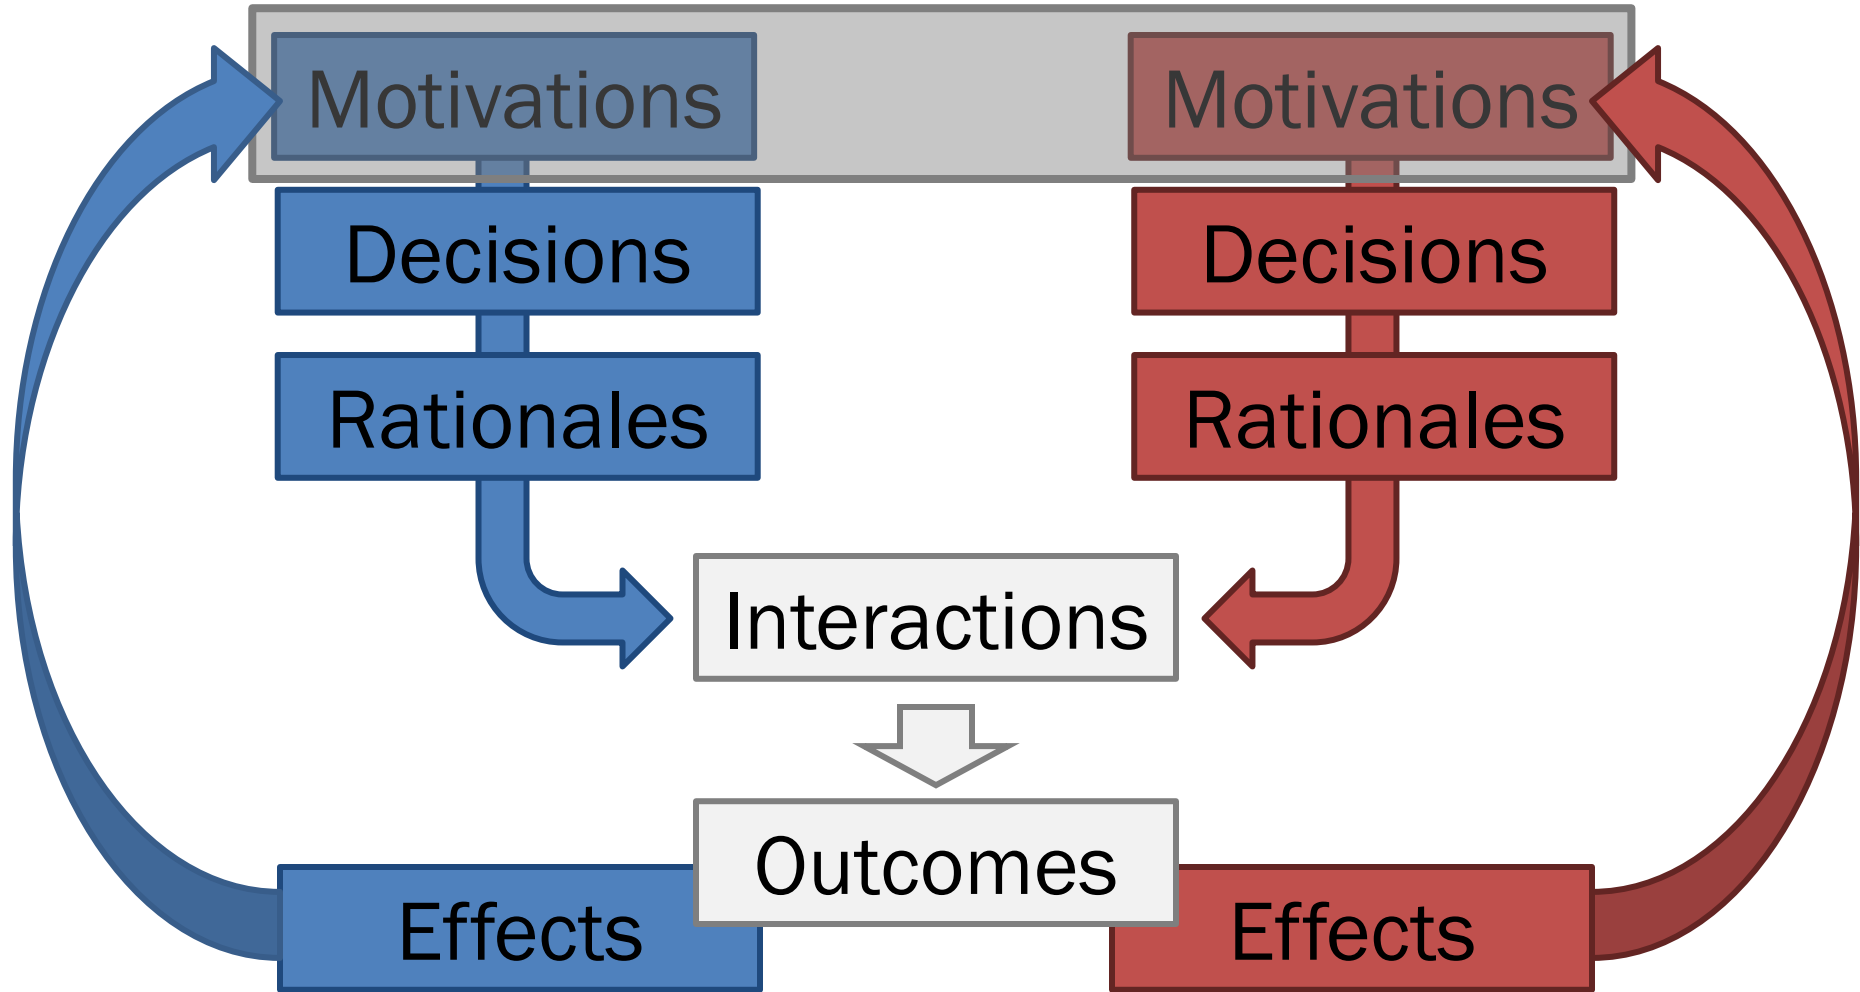 Motivations
Motivations
Decisions
Decisions
Rationales
Rationales
Interactions
Outcomes
Effects
Effects